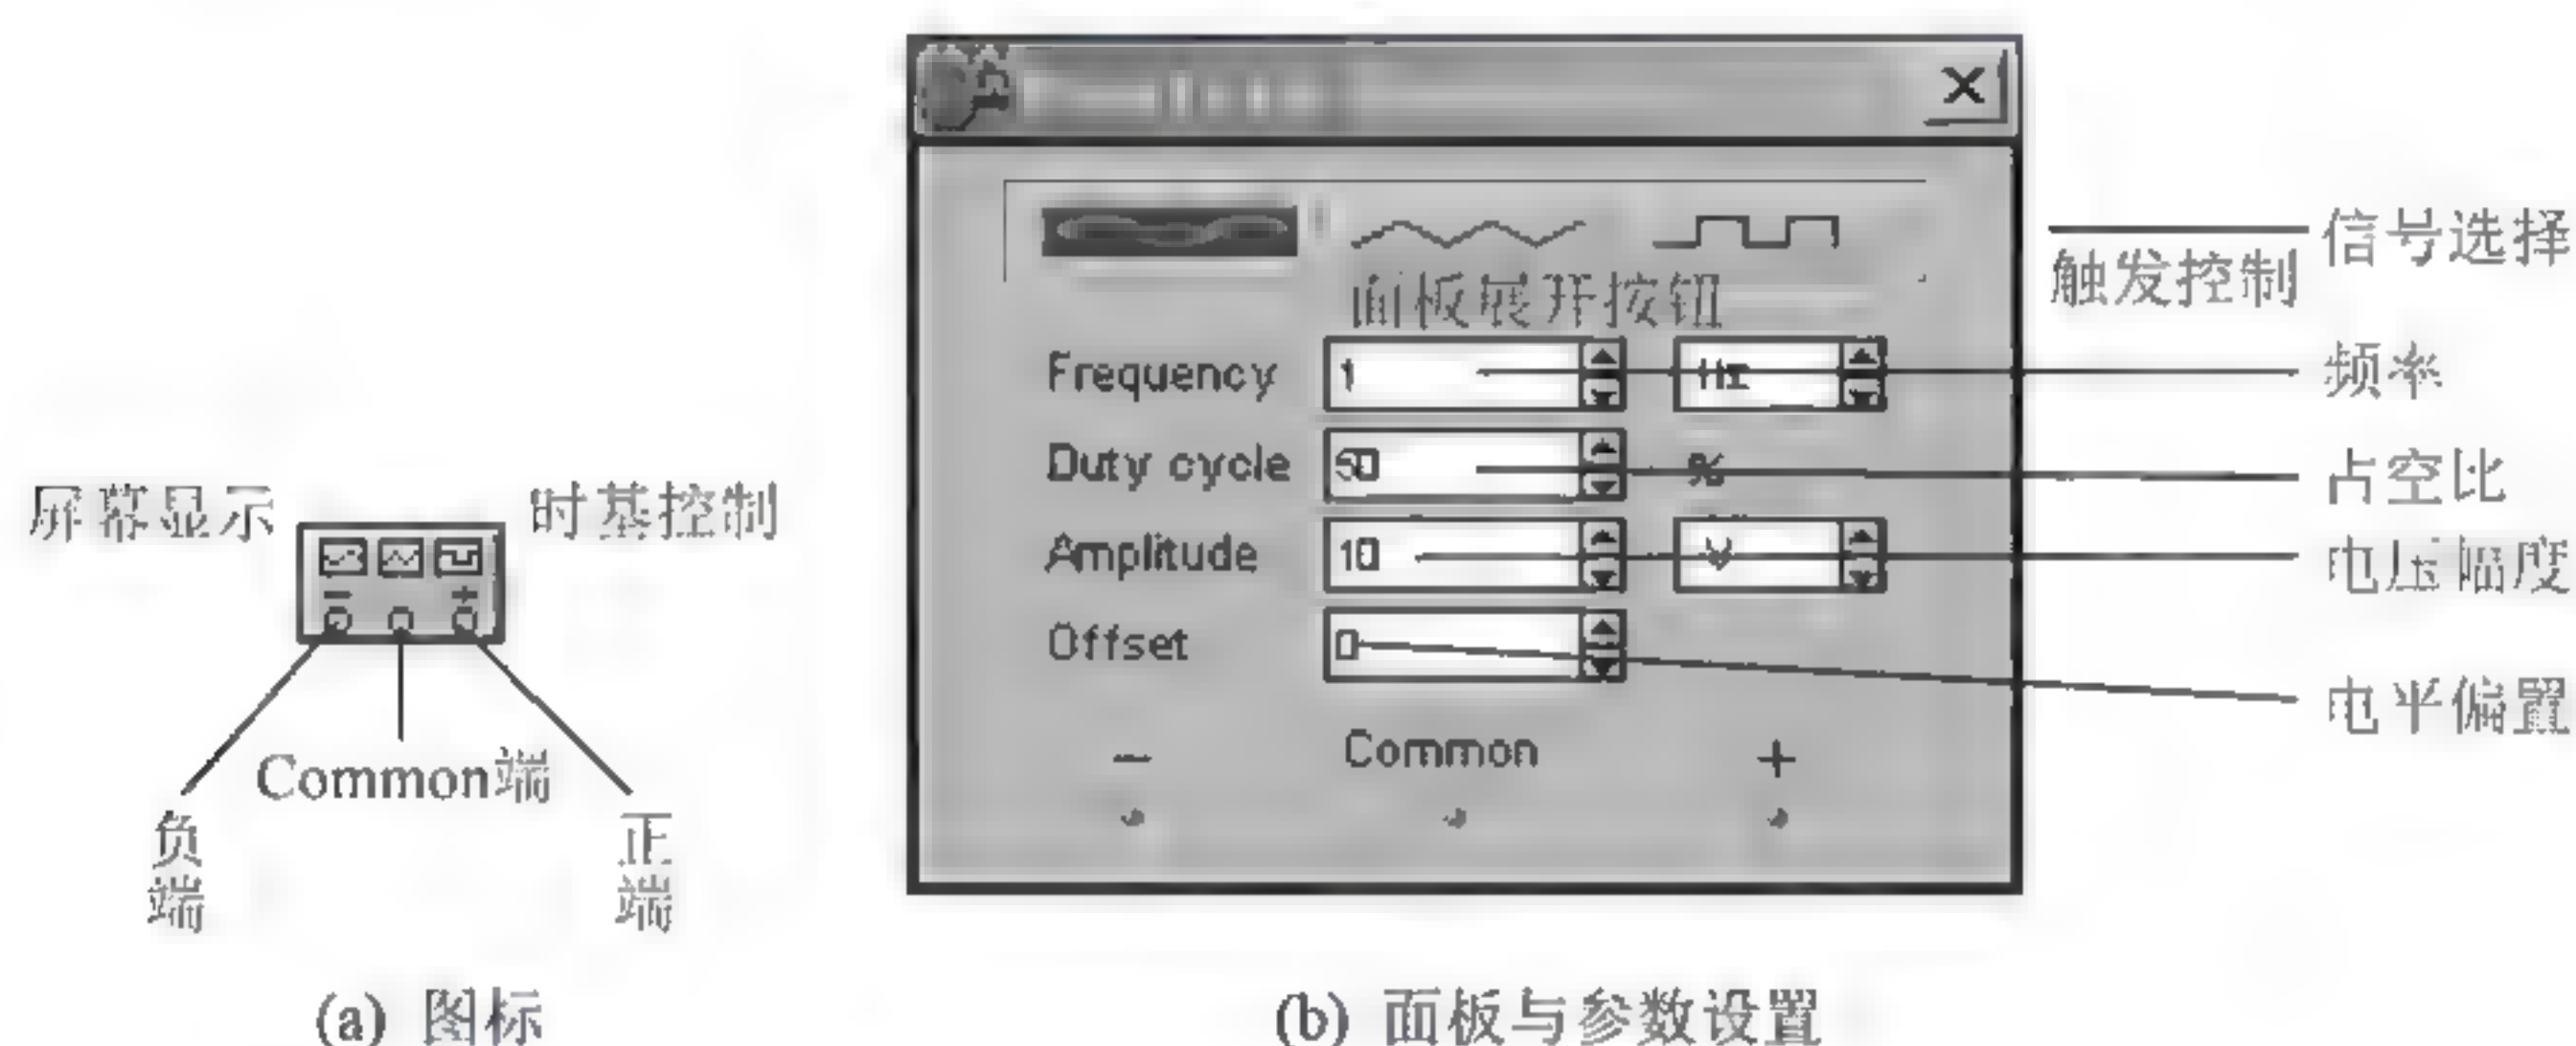 屏幕显示
时基控制
Common端
负端
正端
(a) 图标
面板展开按钮
Frequency 1 Hz
Duty cycle 50 %
Amplitude 10 V
Offset 0
− Common +
信号选择
触发控制
频率
占空比
电压幅度
电平偏置
(b) 面板与参数设置